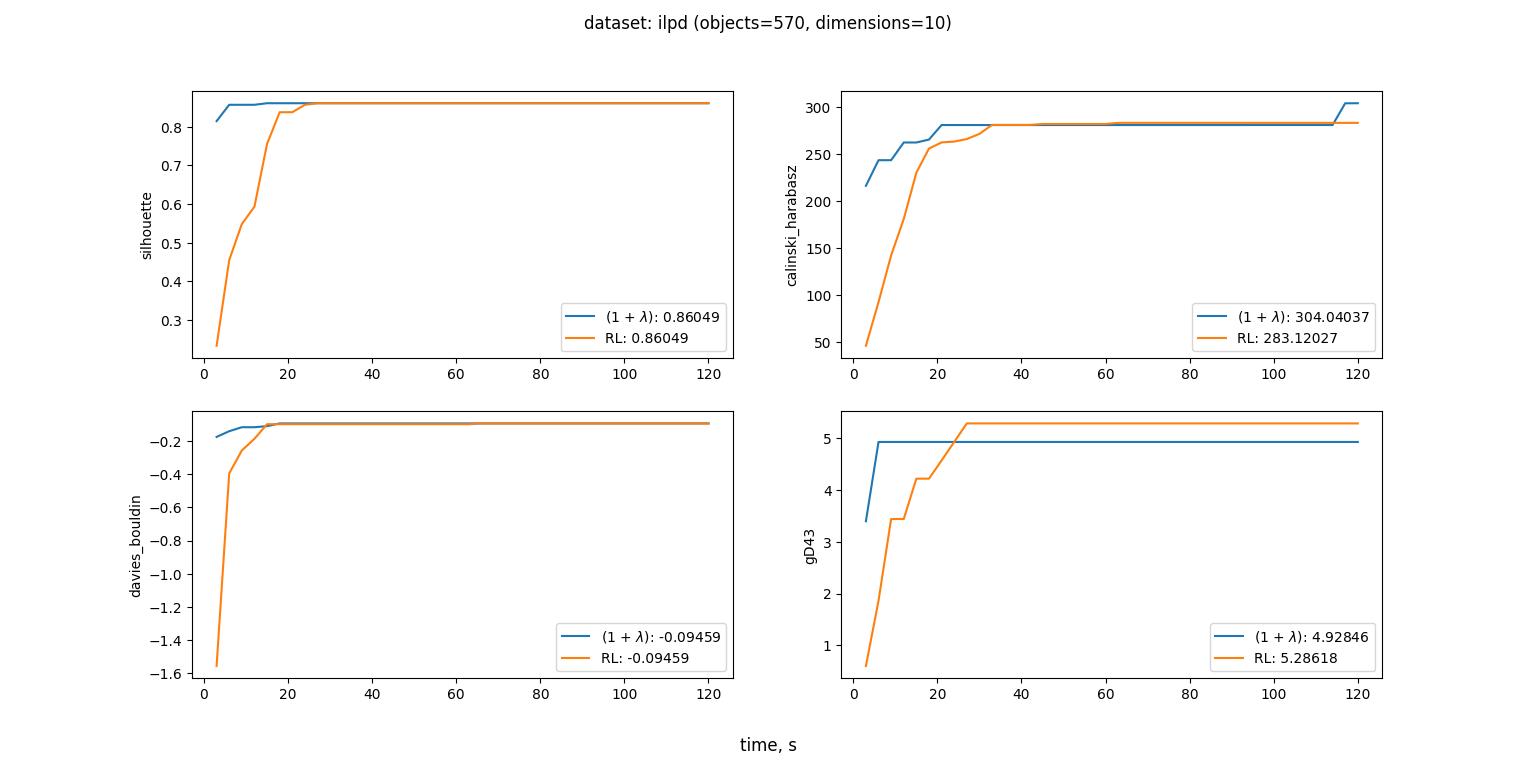 dataset: ilpd (objects=570, dimensions=10)
silhouette
0.8
0.7
0.6
0.5
0.4
0.3
(1 + λ): 0.86049
RL: 0.86049
0 20 40 60 80 100 120
calinski_harabasz
300
250
200
150
100
50
(1 + λ): 304.04037
RL: 283.12027
0 20 40 60 80 100 120
davies_bouldin
−0.2
−0.4
−0.6
−0.8
−1.0
−1.2
−1.4
−1.6
(1 + λ): -0.09459
RL: -0.09459
0 20 40 60 80 100 120
gD43
5
4
3
2
1
(1 + λ): 4.92846
RL: 5.28618
0 20 40 60 80 100 120
time, s